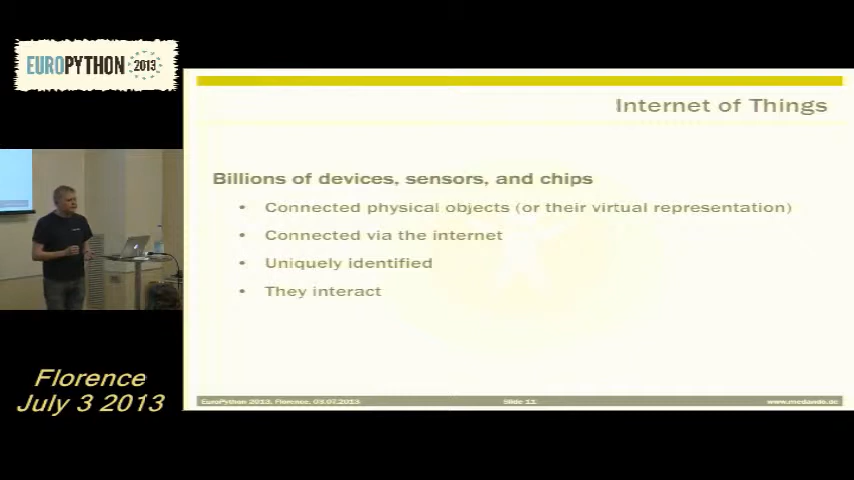 EUROPYTHON 2013
Internet of Things
Billions of devices, sensors, and chips
• Connected physical objects (or their virtual representation)
• Connected via the internet
• Uniquely identified
• They interact
Florence
July 3 2013
EuroPython 2013, Florence, 03.07.2013
Slide 11
www.medando.de